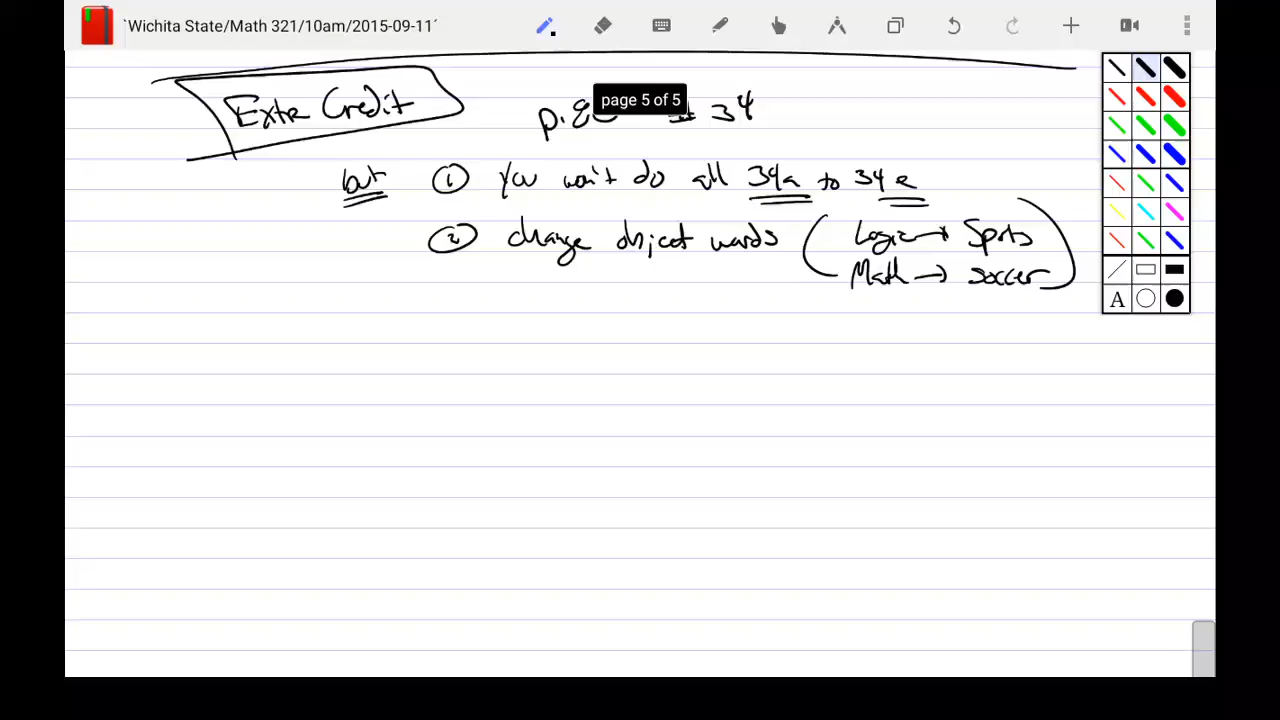 `Wichita State/Math 321/10am/2015-09-11´
Extra Credit
page 5 of 5
p. # 34
but ① you won't do all 34a to 34e
② change object words ( Logic → Sports
Math → soccer )
A